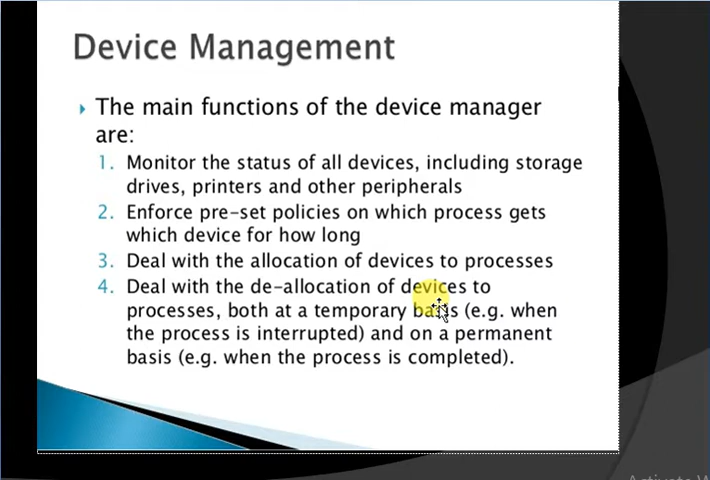 Device Management
The main functions of the device manager
are:
1. Monitor the status of all devices, including storage
drives, printers and other peripherals
2. Enforce pre-set policies on which process gets
which device for how long
3. Deal with the allocation of devices to processes
4. Deal with the de-allocation of devices to
processes, both at a temporary basis (e.g. when
the process is interrupted) and on a permanent
basis (e.g. when the process is completed).